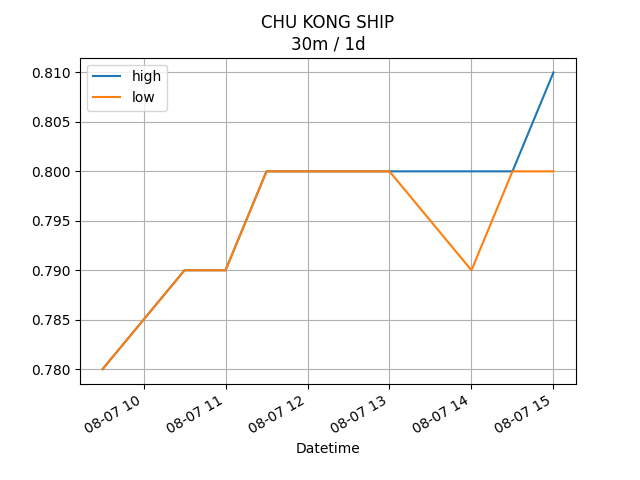 CHU KONG SHIP
30m / 1d
high
low
0.810
0.805
0.800
0.795
0.790
0.785
0.780
08-07 10
08-07 11
08-07 12
08-07 13
08-07 14
08-07 15
Datetime